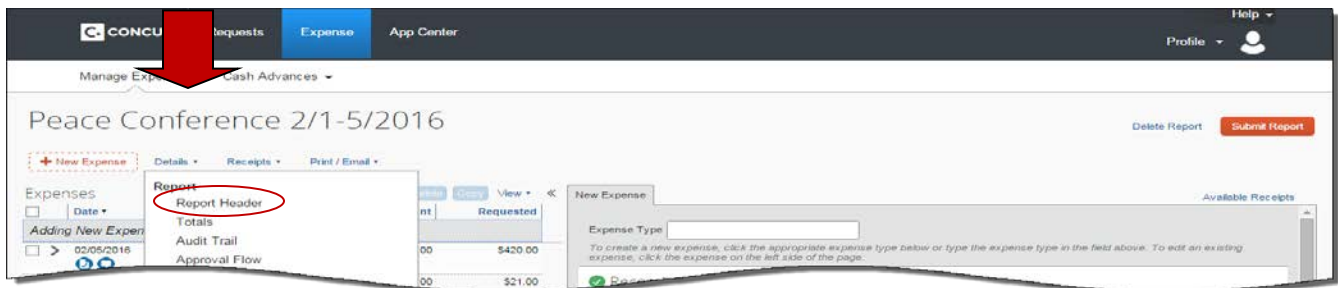 Help
C. CONCU Requests Expense App Center
Profile
Manage Expe Cash Advances
Peace Conference 2/1-5/2016
Delete Report Submit Report
+ New Expense Details Receipts Print / Email
Expenses Report Delete Copy View « New Expense Available Receipts
Report Header
Date nt Requested
Totals
Expense Type
Adding New Expen
Audit Trail
To create a new expense, click the appropriate expense type below or type the expense type in the field above. To edit an existing
expense, click the expense on the left side of the page.
> 02/05/2016 00 $420.00
Approval Flow
00 $21.00